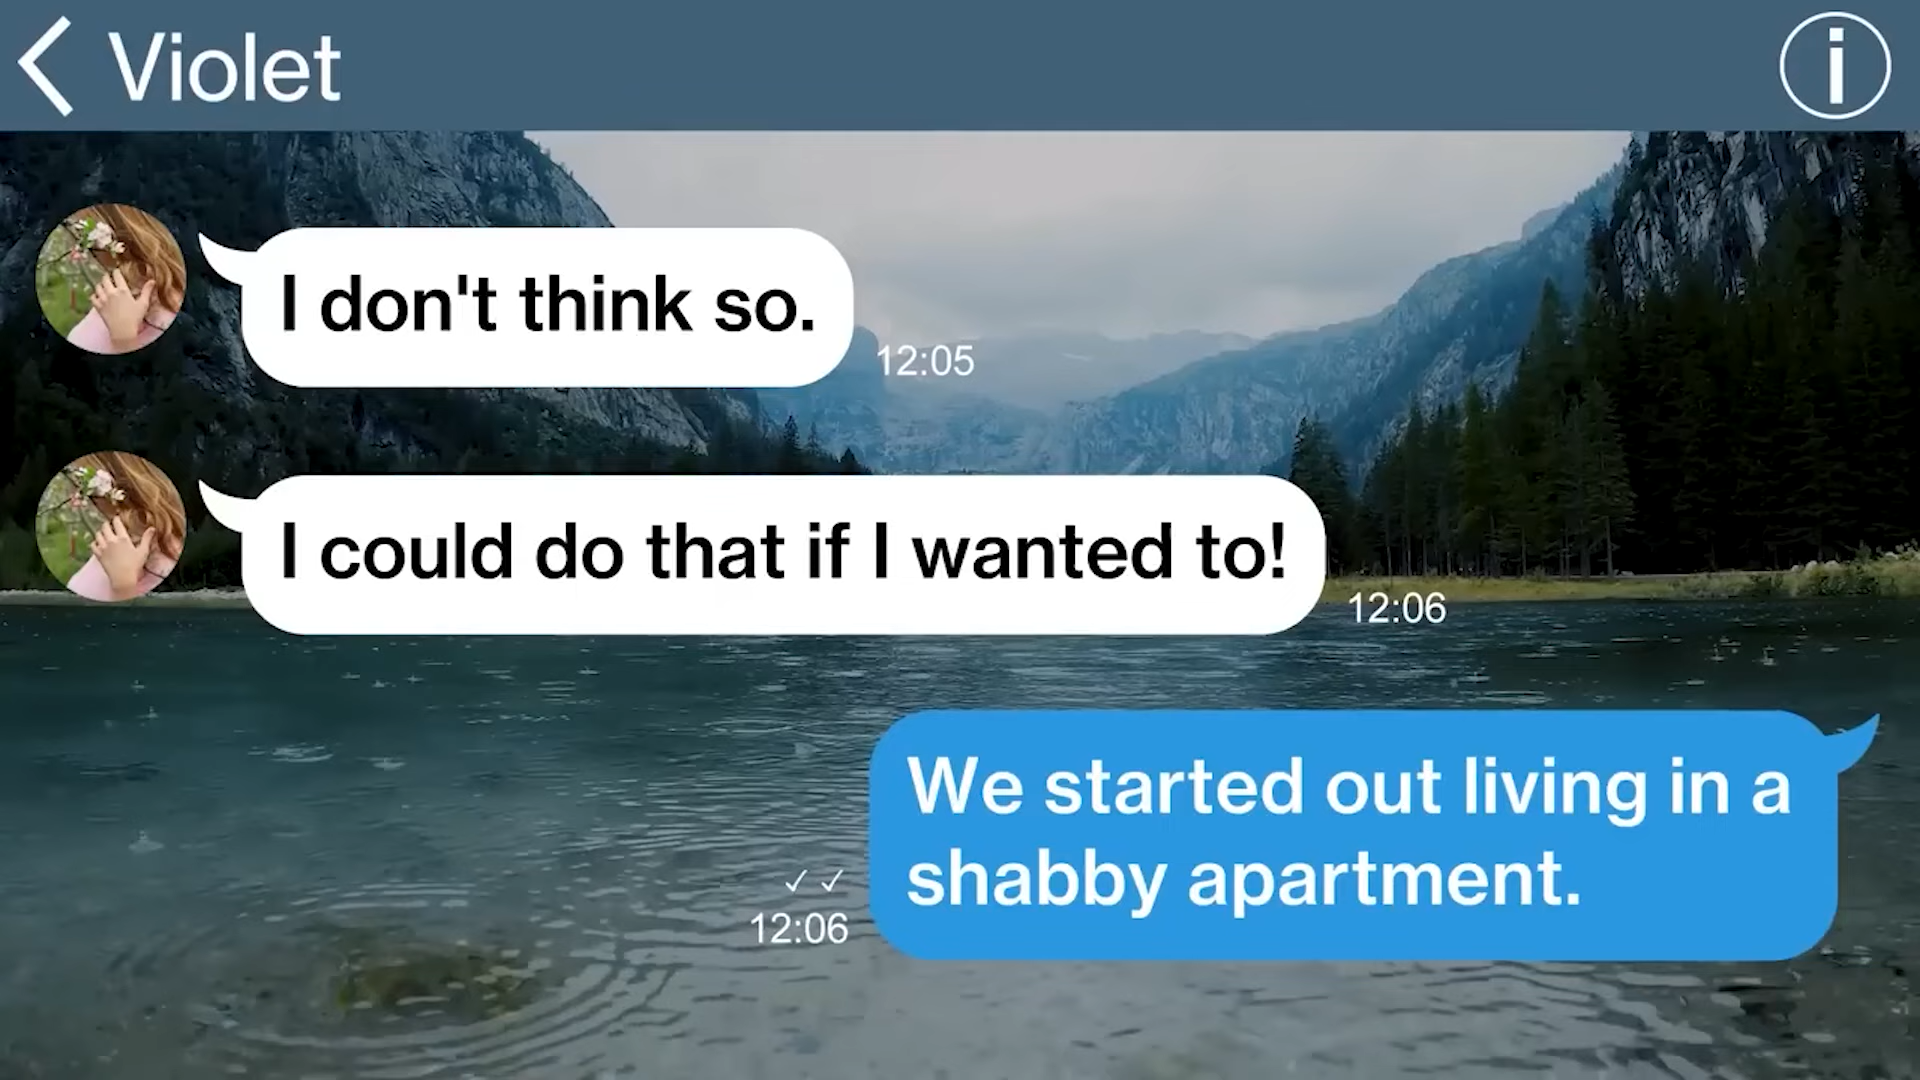 Violet
I don't think so.
12:05
I could do that if I wanted to!
12:06
We started out living in a
shabby apartment.
12:06